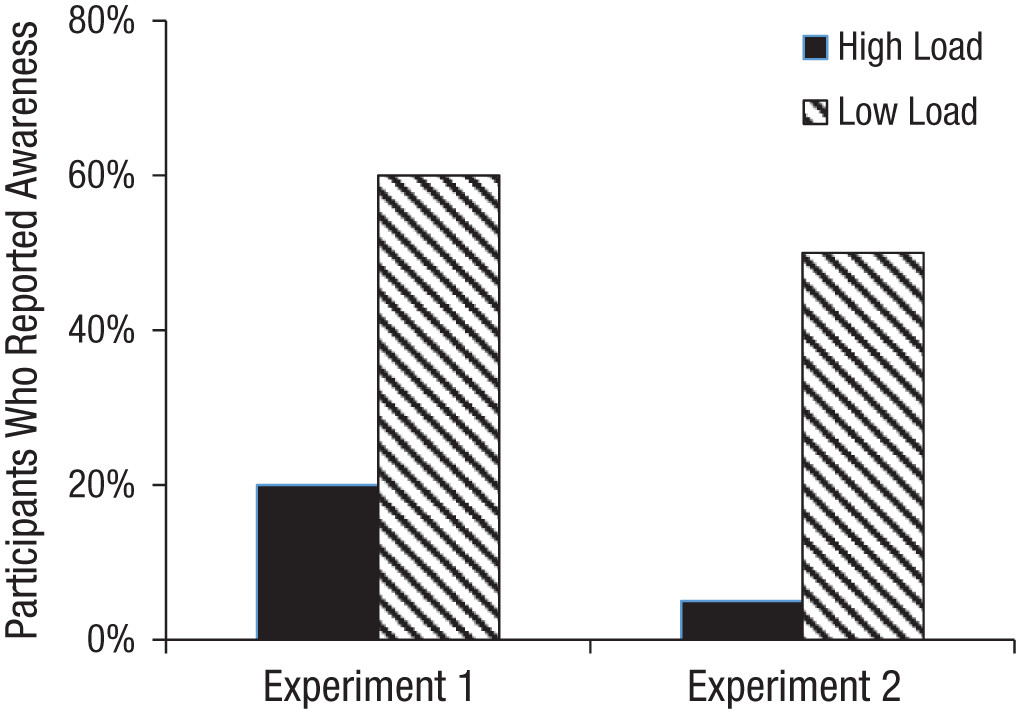 Participants Who Reported Awareness
80%
60%
40%
20%
0%
High Load
Low Load
Experiment 1
Experiment 2